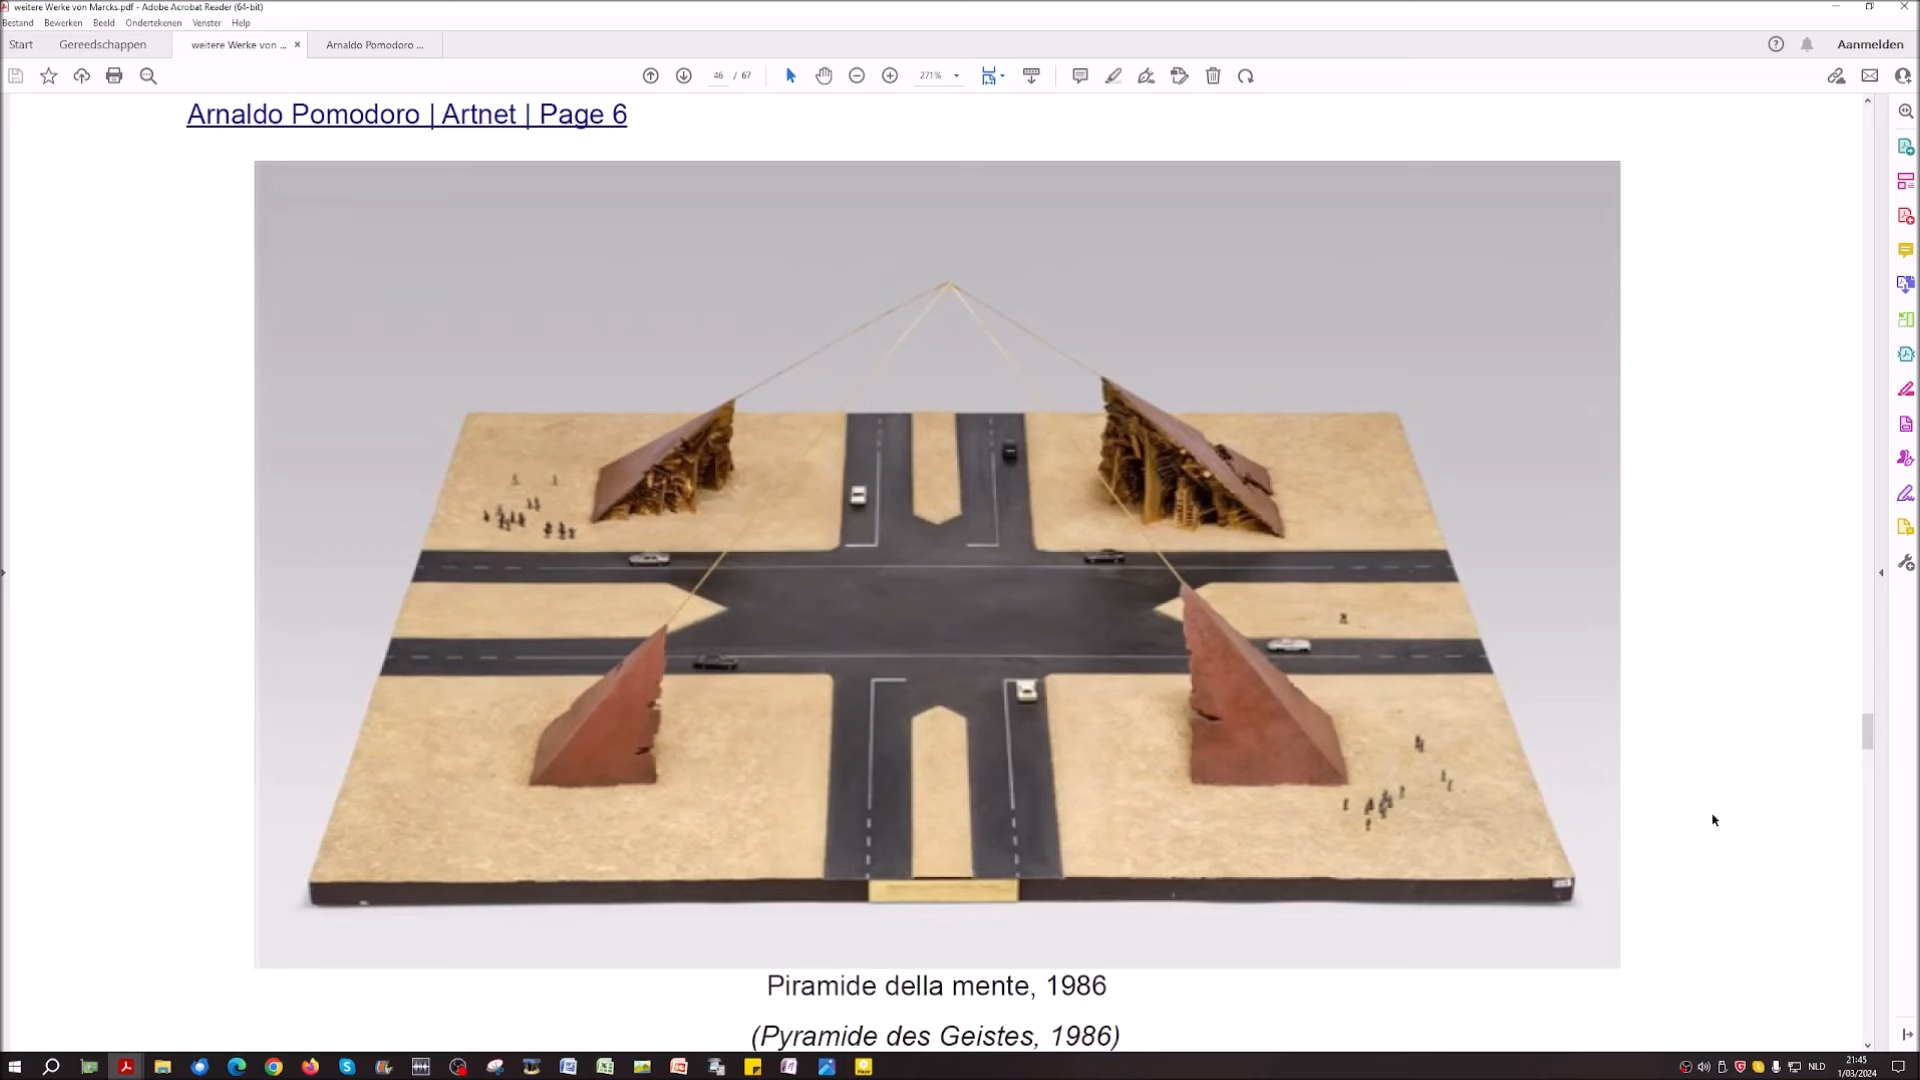 weitere Werke von Marcks.pdf - Adobe Acrobat Reader (64-bit)
Bestand Bewerken Beeld Ondertekenen Venster Help
Start Gereedschappen weitere Werke von ... × Arnaldo Pomodoro ... Aanmelden
46 / 67 271%
Arnaldo Pomodoro | Artnet | Page 6
Piramide della mente, 1986
(Pyramide des Geistes, 1986)
NLD
21:45
1/03/2024